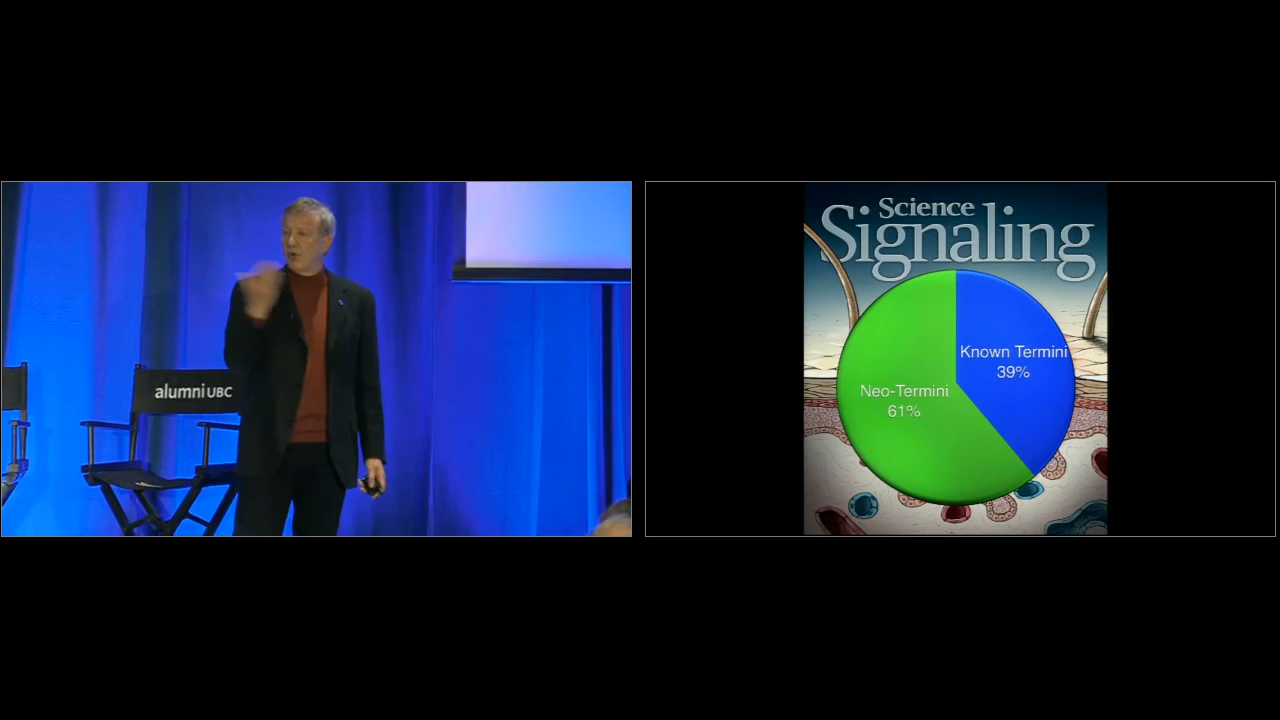 alumni UBC
Science
Signaling
Known Termini
39%
Neo-Termini
61%